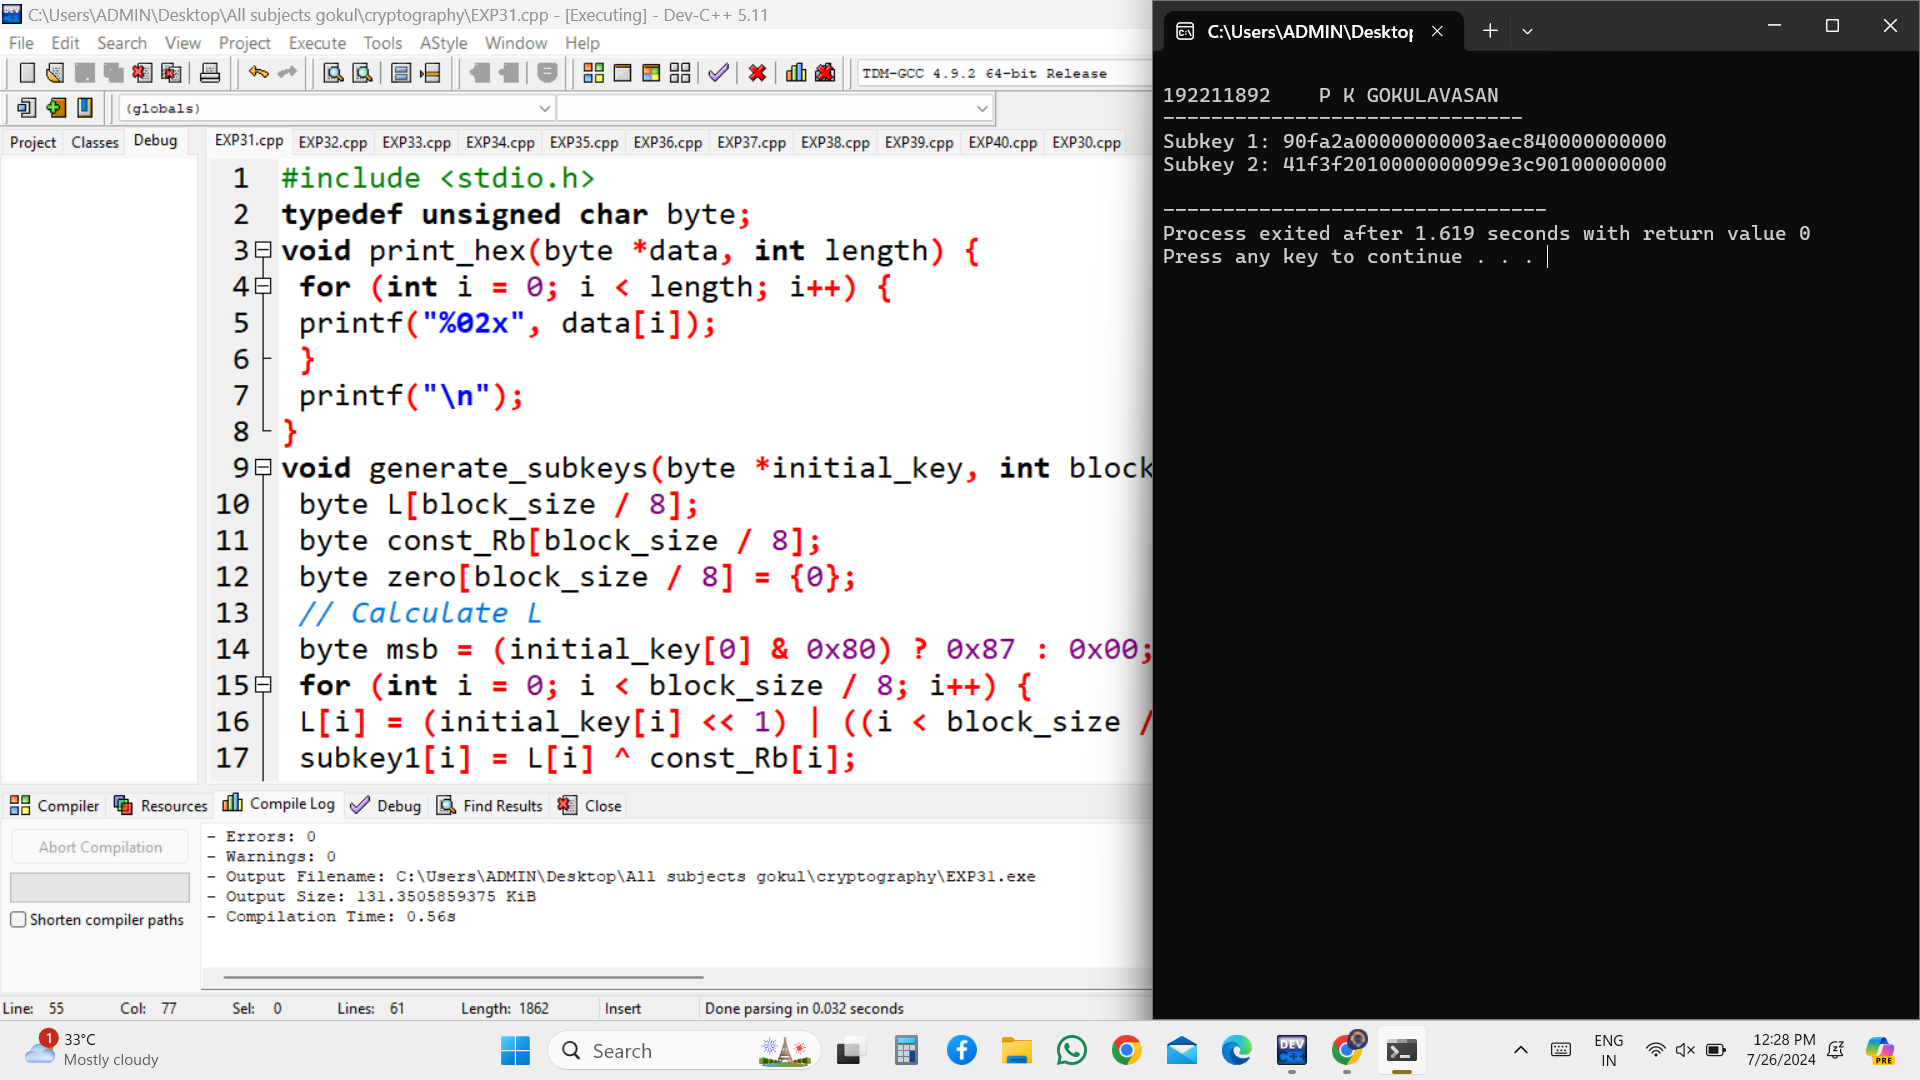 C:\Users\ADMIN\Desktop\All subjects gokul\cryptography\EXP31.cpp - [Executing] - Dev-C++ 5.11
File Edit Search View Project Execute Tools AStyle Window Help
TDM-GCC 4.9.2 64-bit Release
(globals)
Project Classes Debug
EXP31.cpp EXP32.cpp EXP33.cpp EXP34.cpp EXP35.cpp EXP36.cpp EXP37.cpp EXP38.cpp EXP39.cpp EXP40.cpp EXP30.cpp
1 #include <stdio.h>
2 typedef unsigned char byte;
3 void print_hex(byte *data, int length) {
4 for (int i = 0; i < length; i++) {
5 printf("%02x", data[i]);
6 }
7 printf("\n");
8 }
9 void generate_subkeys(byte *initial_key, int block
10 byte L[block_size / 8];
11 byte const_Rb[block_size / 8];
12 byte zero[block_size / 8] = {0};
13 // Calculate L
14 byte msb = (initial_key[0] & 0x80) ? 0x87 : 0x00;
15 for (int i = 0; i < block_size / 8; i++) {
16 L[i] = (initial_key[i] << 1) | ((i < block_size /
17 subkey1[i] = L[i] ^ const_Rb[i];
Compiler Resources Compile Log Debug Find Results Close
Abort Compilation
Shorten compiler paths
- Errors: 0
- Warnings: 0
- Output Filename: C:\Users\ADMIN\Desktop\All subjects gokul\cryptography\EXP31.exe
- Output Size: 131.3505859375 KiB
- Compilation Time: 0.56s
Line: 55 Col: 77 Sel: 0 Lines: 61 Length: 1862 Insert Done parsing in 0.032 seconds
C:\Users\ADMIN\Desktop
192211892    P K GOKULAVASAN
------------------------------
Subkey 1: 90fa2a00000000003aec840000000000
Subkey 2: 41f3f2010000000099e3c90100000000
--------------------------------
Process exited after 1.619 seconds with return value 0
Press any key to continue . . .
1
33°C
Mostly cloudy
Search
DEV
C++
ENG
IN
12:28 PM
7/26/2024
PRE